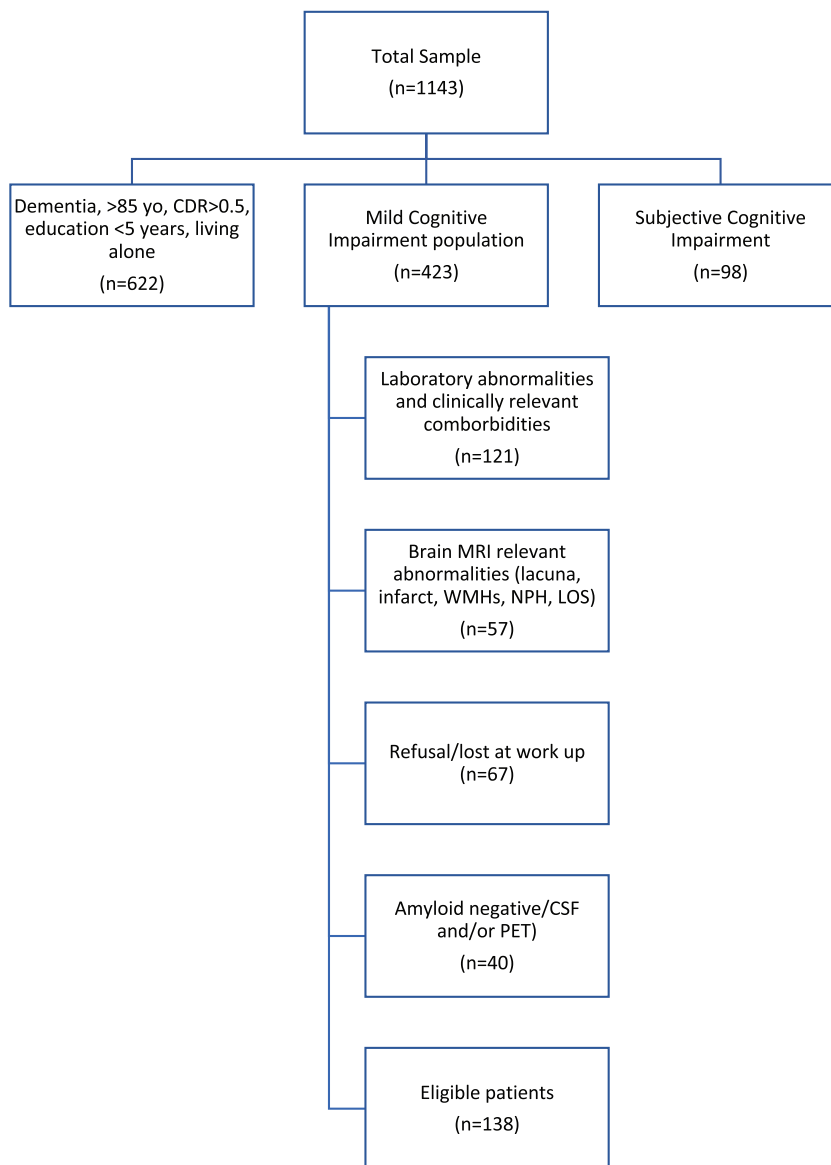 Total Sample
(n=1143)
Dementia, >85 yo, CDR>0.5,
education <5 years, living
alone
(n=622)
Mild Cognitive
Impairment population
(n=423)
Subjective Cognitive
Impairment
(n=98)
Laboratory abnormalities
and clinically relevant
comborbidities
(n=121)
Brain MRI relevant
abnormalities (lacuna,
infarct, WMHs, NPH, LOS)
(n=57)
Refusal/lost at work up
(n=67)
Amyloid negative/CSF
and/or PET)
(n=40)
Eligible patients
(n=138)